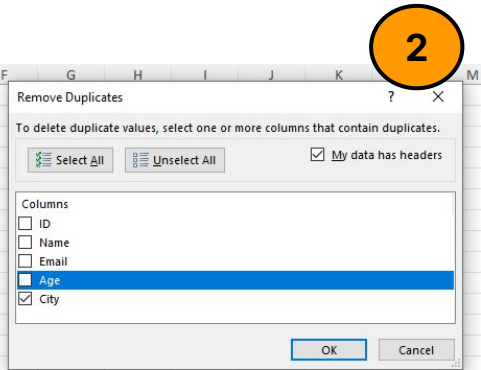 2
F G H I J K M
Remove Duplicates ? ×
To delete duplicate values, select one or more columns that contain duplicates.
Select All Unselect All My data has headers
Columns
ID
Name
Email
Age
City
OK Cancel